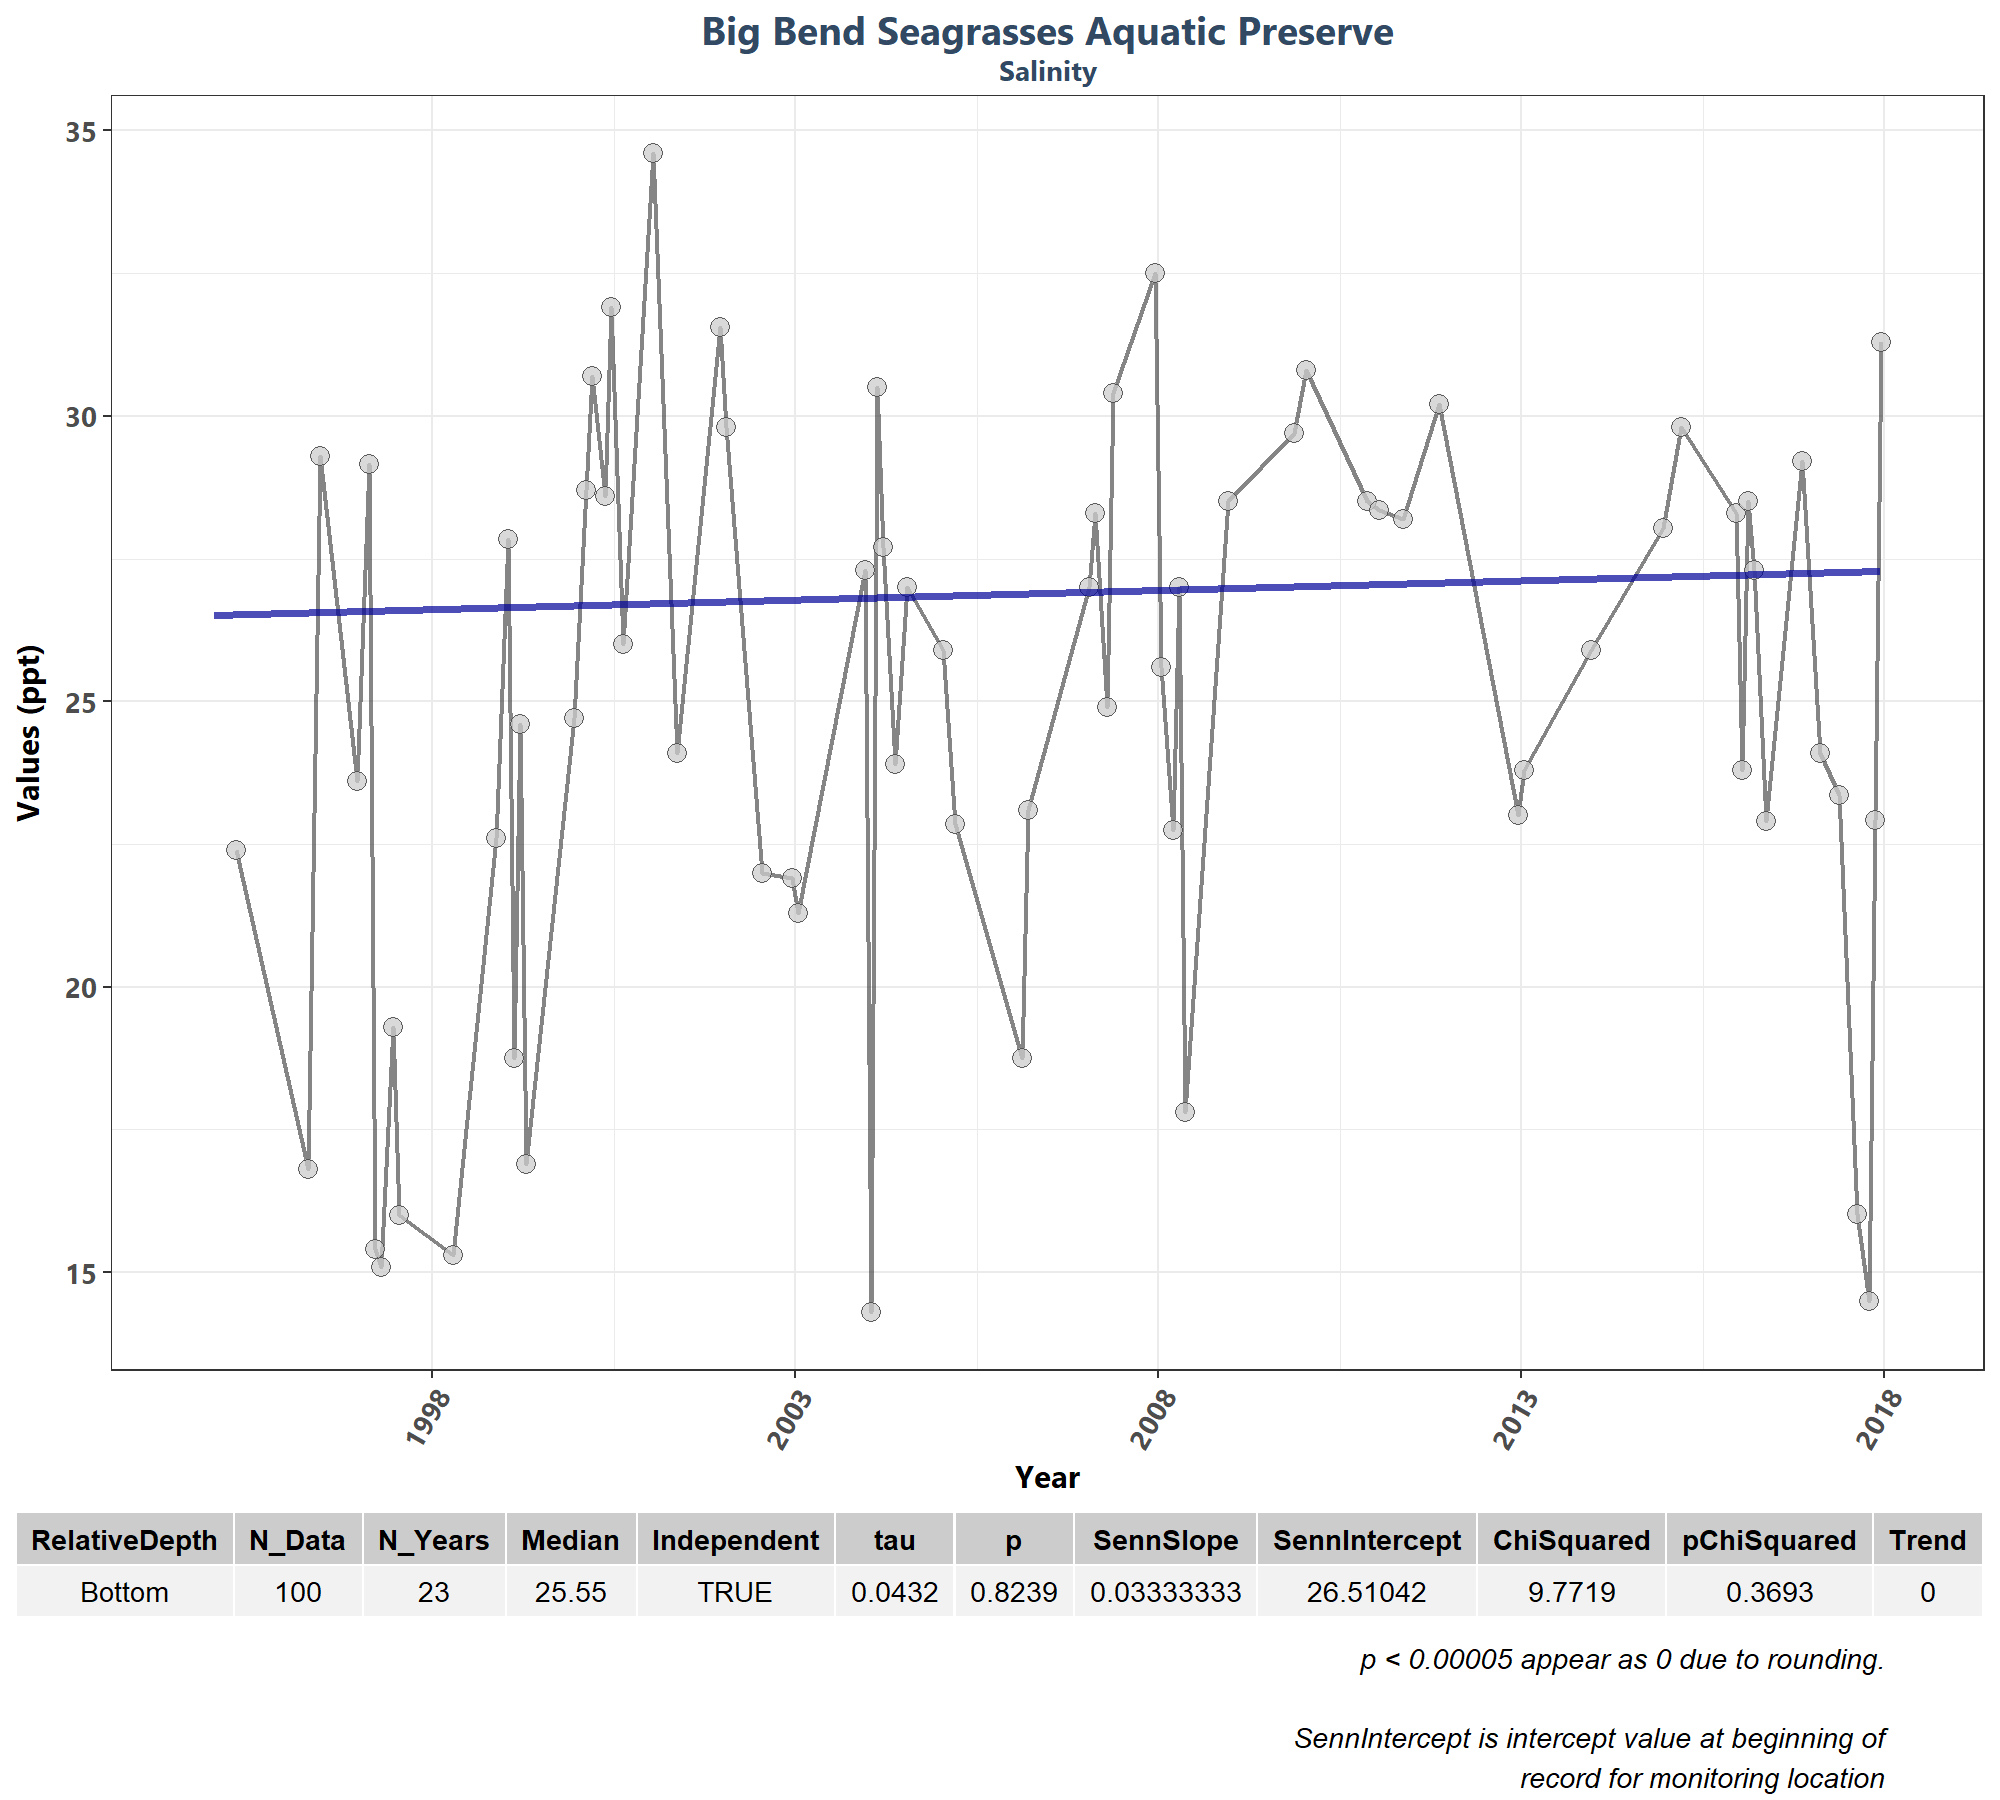 Big Bend Seagrasses Aquatic Preserve
Salinity
35
30
25
20
15
Values (ppt)
1998
2003
2008
2013
2018
Year
RelativeDepth N_Data N_Years Median Independent tau p SennSlope SennIntercept ChiSquared pChiSquared Trend
Bottom 100 23 25.55 TRUE 0.0432 0.8239 0.03333333 26.51042 9.7719 0.3693 0
p < 0.00005 appear as 0 due to rounding.
SennIntercept is intercept value at beginning of
record for monitoring location